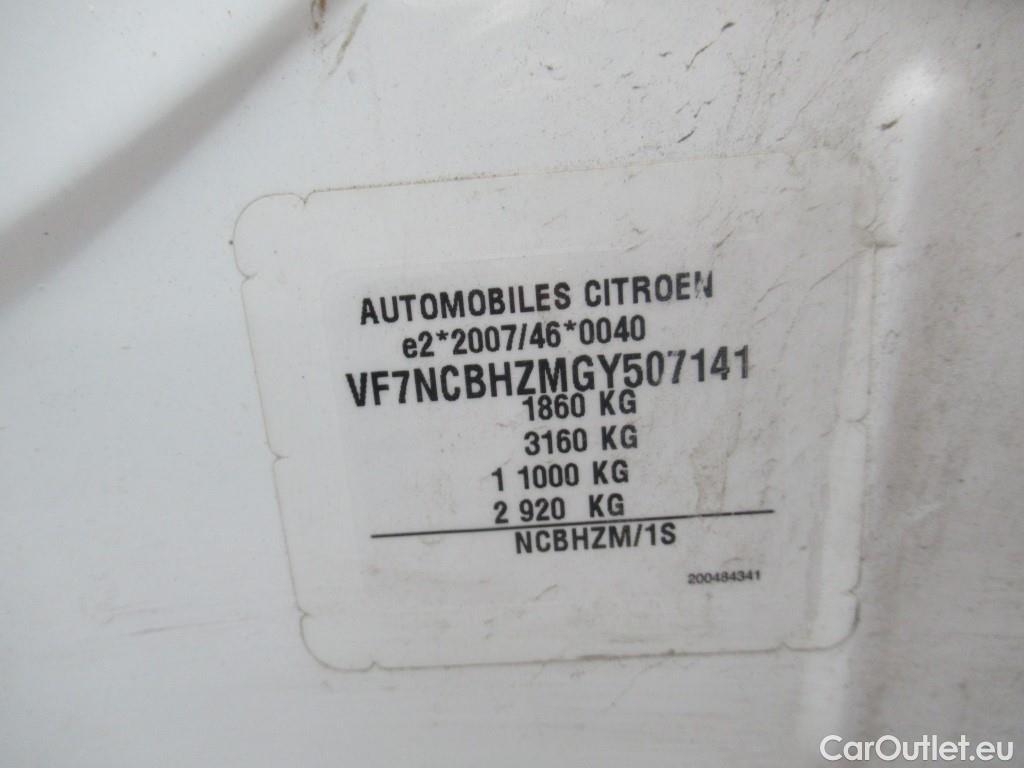 AUTOMOBILES CITROEN
e2*2007/46*0040
VF7NCBHZMGY507141
1860 KG
3160 KG
1 1000 KG
2 920 KG
NCBHZM/1S
200484341
CarOutlet.eu